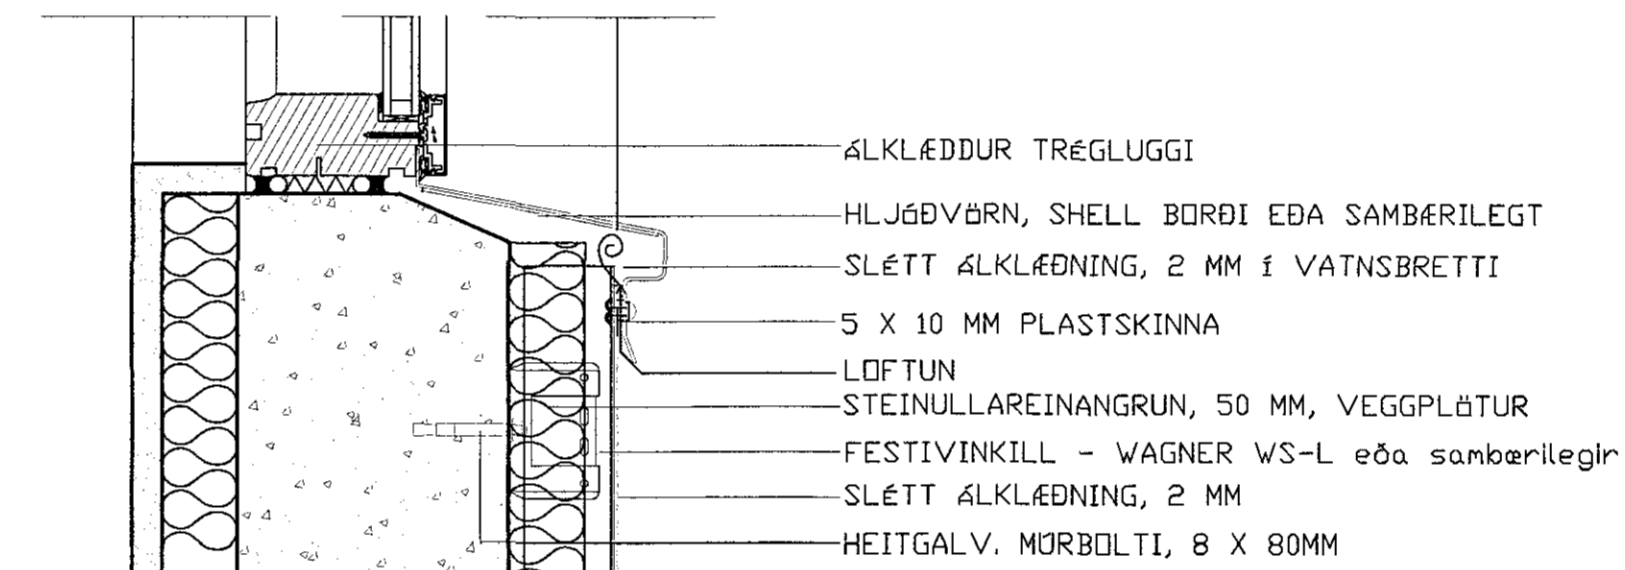 ÁLKLÆDDUR TRÉGLUGGI
HLJÓÐVÖRN, SHELL BORÐI EÐA SAMBÆRILEGT
SLÉTT ÁLKLÆÐNING, 2 MM Í VATNSBRETTI
5 X 10 MM PLASTSKINNA
LOFTUN
STEINULLAREINANGRUN, 50 MM, VEGGPLÖTUR
FESTIVINKILL - WAGNER WS-L eða sambærilegir
SLÉTT ÁLKLÆÐNING, 2 MM
HEITGALV. MÚRBOLTI, 8 X 80MM